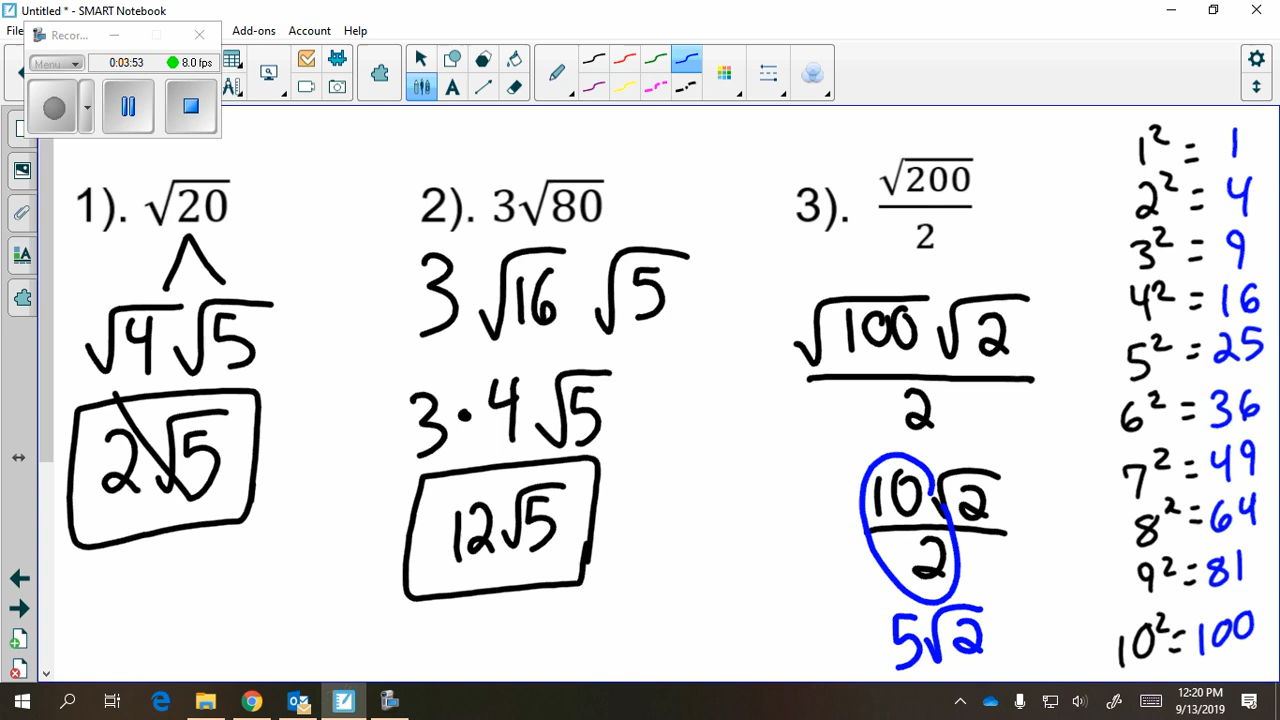 Untitled * - SMART Notebook
File
Add-ons Account Help
Recor...
Menu 0:03:53 8.0 fps
1). √20
√4 √5
2√5
2). 3√80
3 √16 √5
3 · 4 √5
12√5
3). √200
2
√100 √2
2
10√2
2
5√2
1² = 1
2² = 4
3² = 9
4² = 16
5² = 25
6² = 36
7² = 49
8² = 64
9² = 81
10² = 100
12:20 PM
9/13/2019